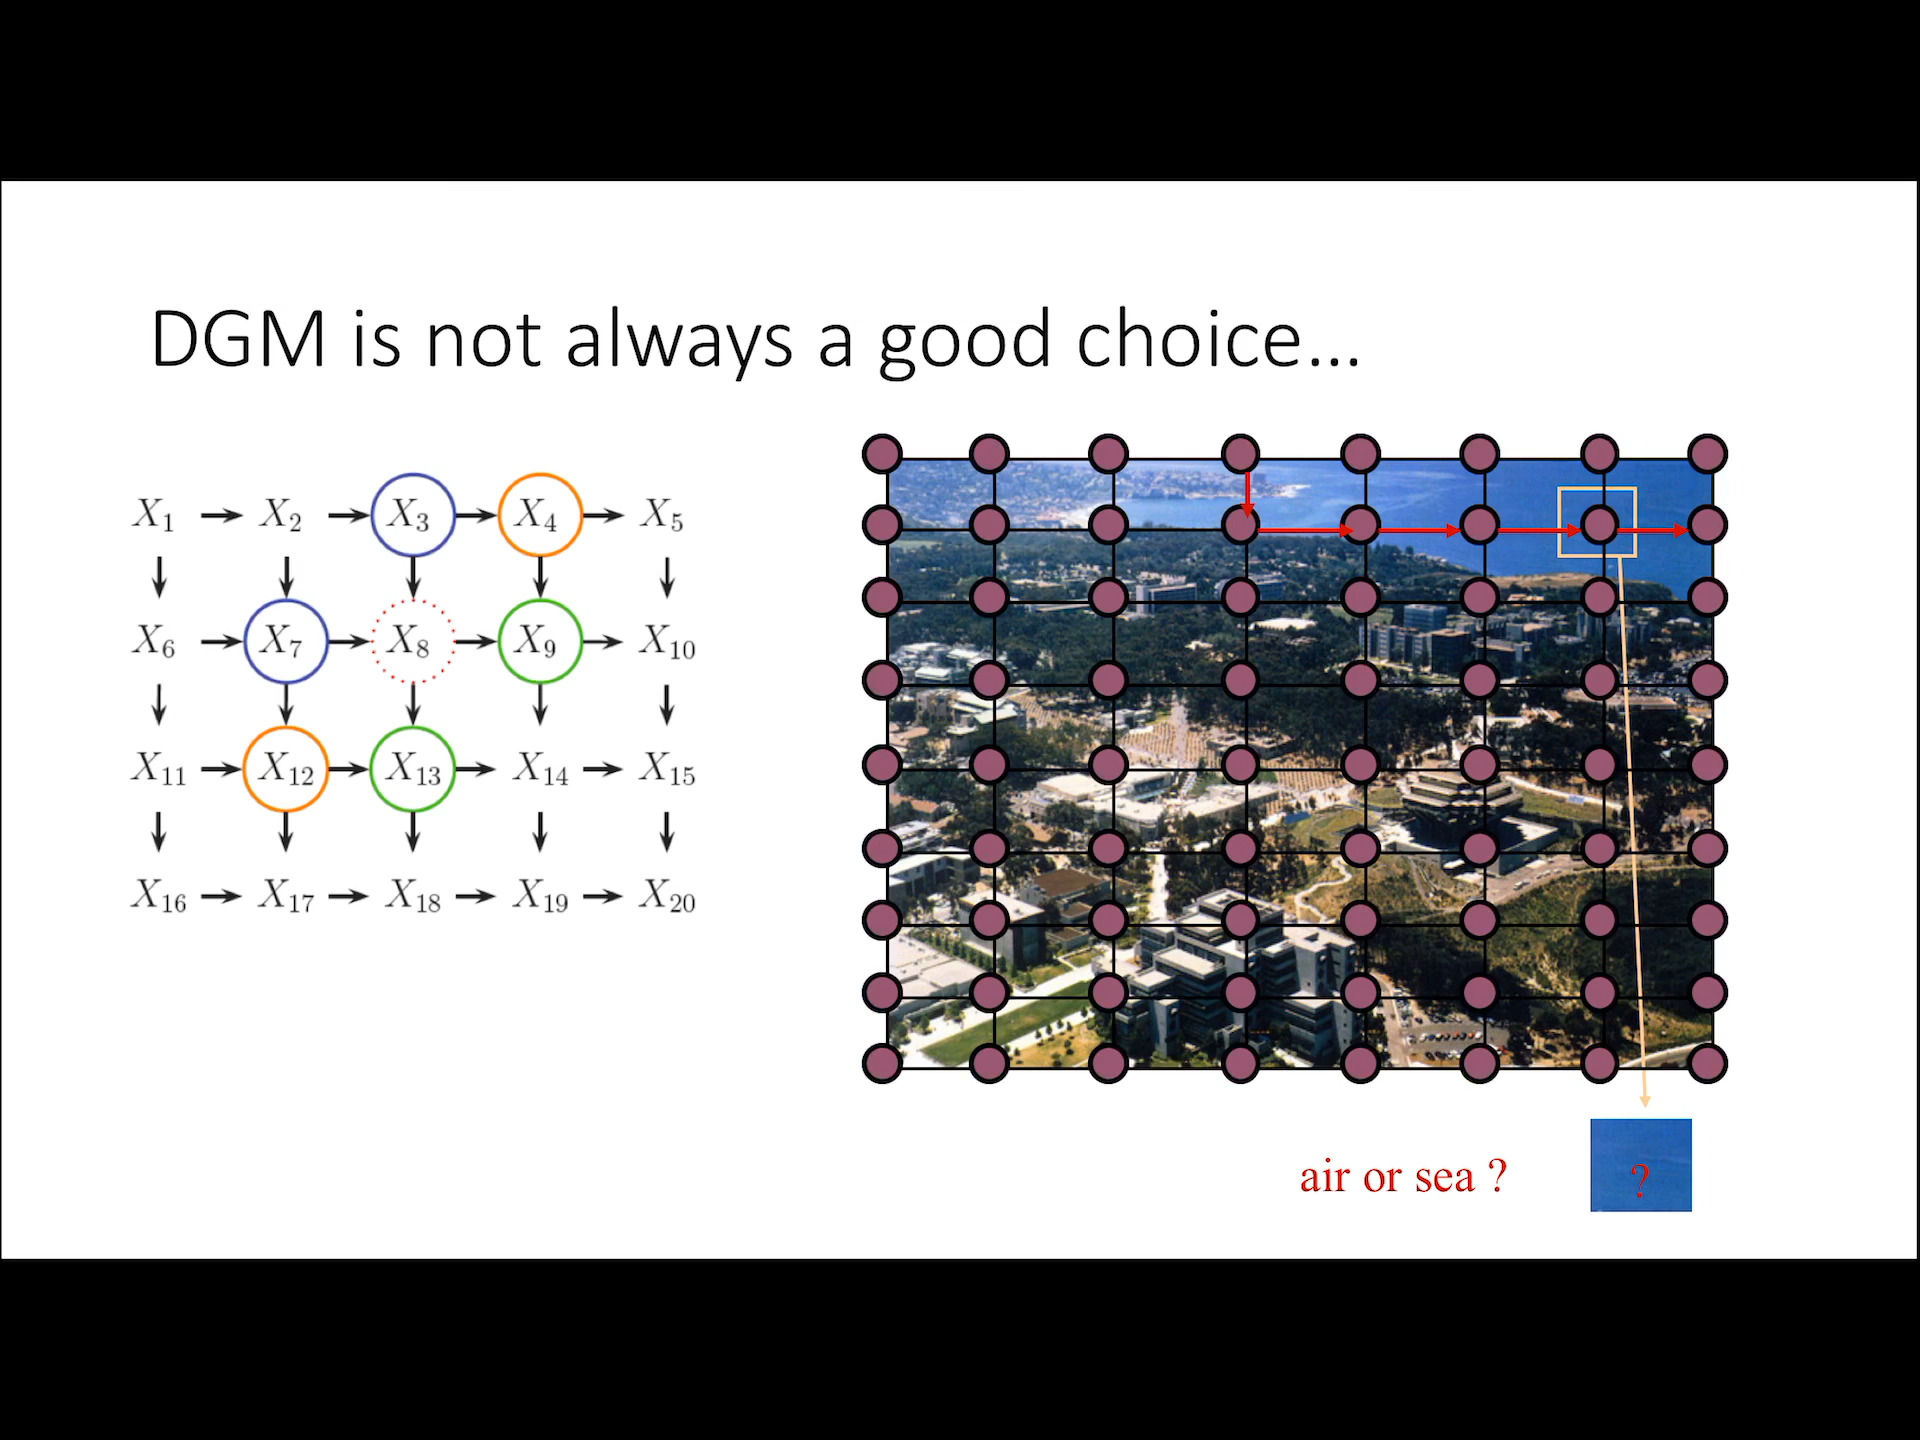 DGM is not always a good choice...
X1 X2 X3 X4 X5
X6 X7 X8 X9 X10
X11 X12 X13 X14 X15
X16 X17 X18 X19 X20
air or sea ?
?